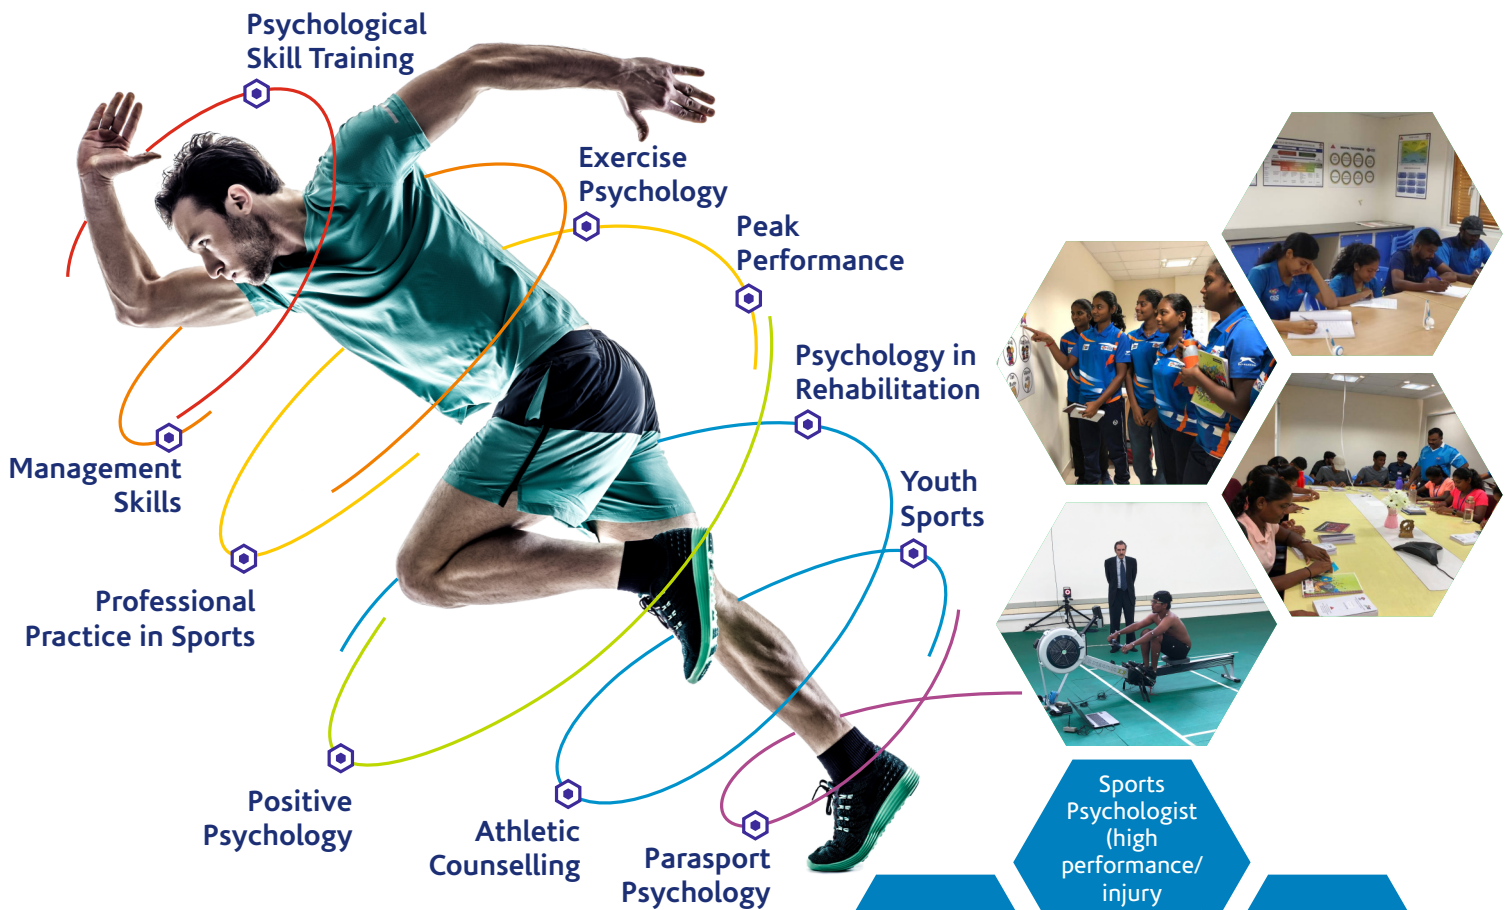 Psychological
Skill Training
Exercise
Psychology
Peak
Performance
Psychology in
Rehabilitation
Youth
Sports
Management
Skills
Professional
Practice in Sports
Positive
Psychology
Athletic
Counselling
Parasport
Psychology
Sports
Psychologist
(high
performance/
injury